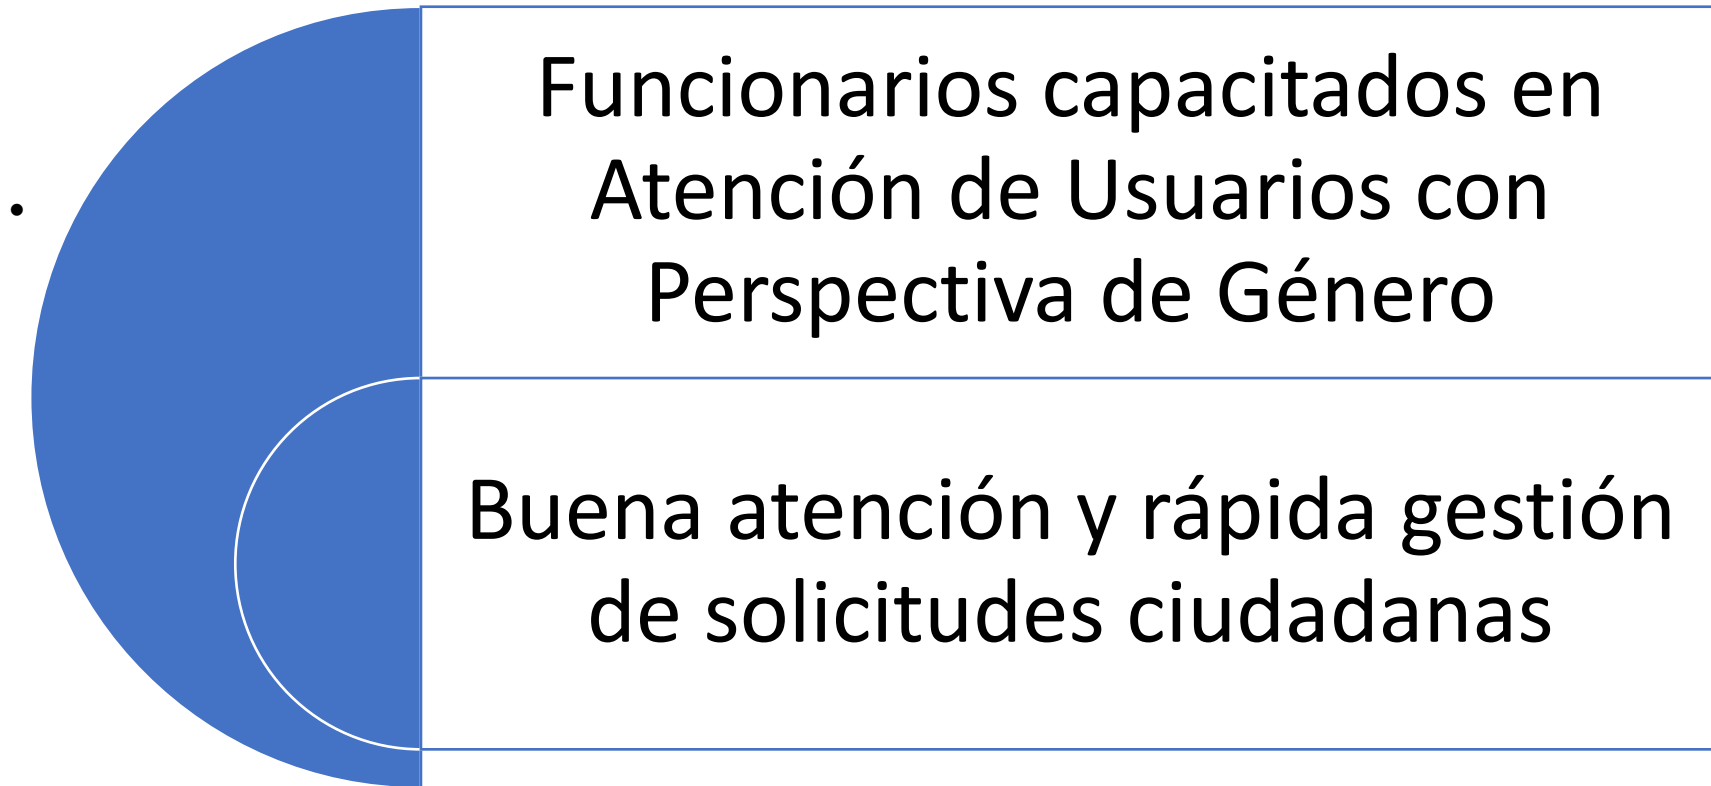 Funcionarios capacitados en
Atención de Usuarios con
Perspectiva de Género
Buena atención y rápida gestión
de solicitudes ciudadanas